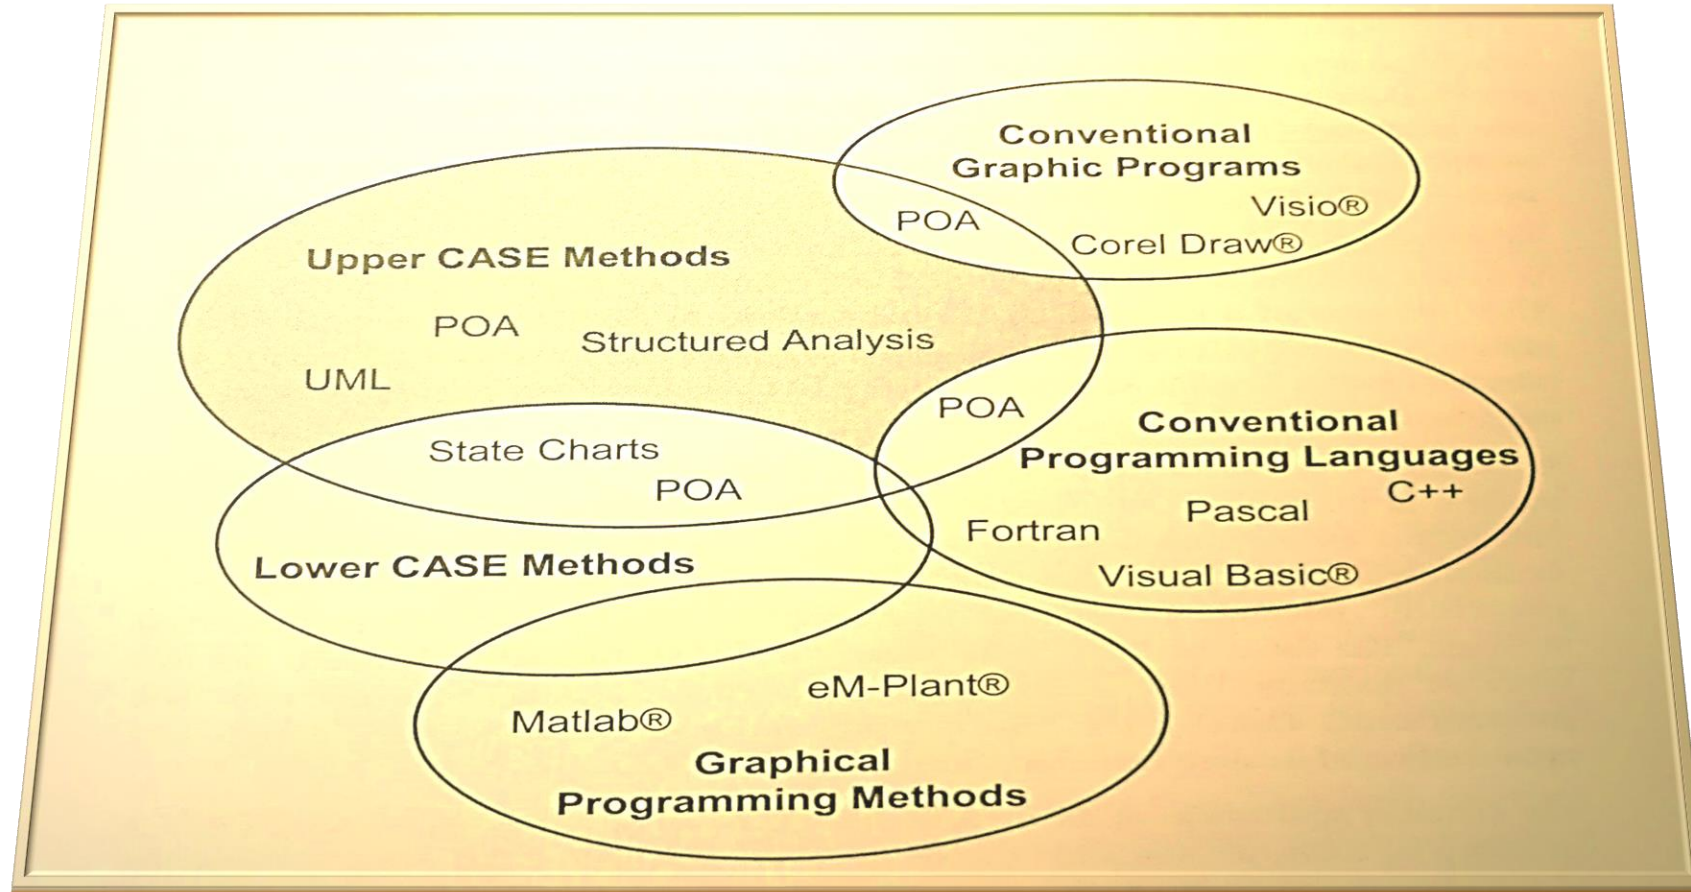 Conventional
Graphic Programs
Visio®
POA
Corel Draw®
Upper CASE Methods
POA
Structured Analysis
UML
POA
Conventional
Programming Languages
C++
Pascal
Fortran
Visual Basic®
State Charts
POA
Lower CASE Methods
eM-Plant®
Matlab®
Graphical
Programming Methods